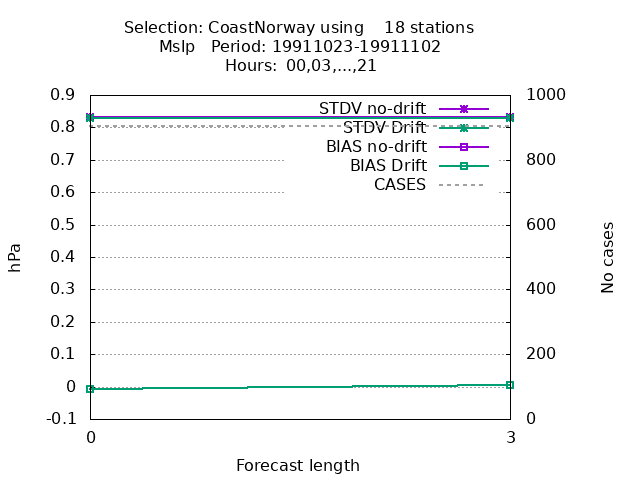 Selection: CoastNorway using    18 stations
Mslp   Period: 19911023-19911102
Hours: 00,03,...,21
0.9
0.8
0.7
0.6
0.5
0.4
0.3
0.2
0.1
0
-0.1
hPa
STDV no-drift
STDV Drift
BIAS no-drift
BIAS Drift
CASES
1000
800
600
400
200
0
No cases
0
3
Forecast length